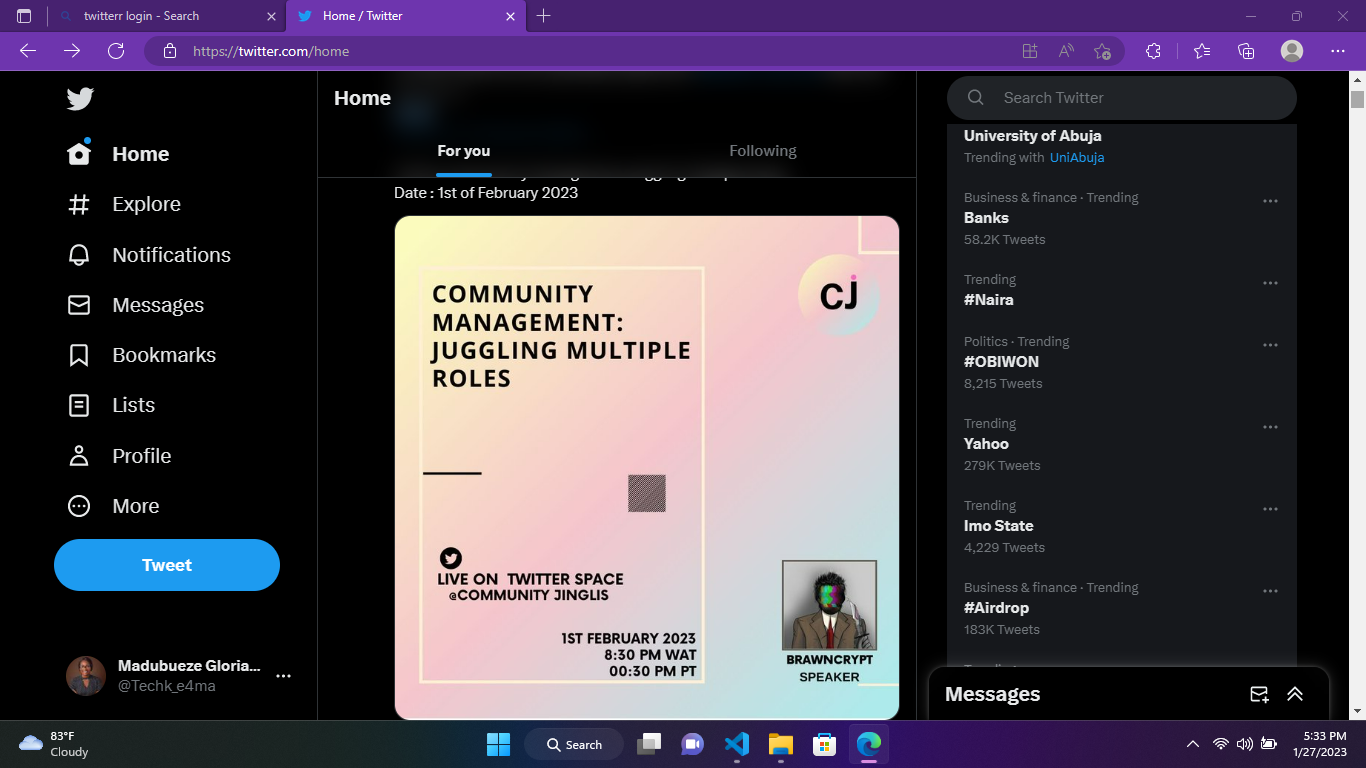 twitterr login - Search
Home / Twitter
https://twitter.com/home
Home
For you
Following
Search Twitter
Home
Explore
Notifications
Messages
Bookmarks
Lists
Profile
More
Tweet
Madubueze Gloria...
@Techk_e4ma
Date : 1st of February 2023
COMMUNITY
MANAGEMENT:
JUGGLING MULTIPLE
ROLES
cj
LIVE ON TWITTER SPACE
@COMMUNITY JINGLIS
1ST FEBRUARY 2023
8:30 PM WAT
00:30 PM PT
BRAWNCRYPT
SPEAKER
University of Abuja
Trending with UniAbuja
Business & finance · Trending
Banks
58.2K Tweets
Trending
#Naira
Politics · Trending
#OBIWON
8,215 Tweets
Trending
Yahoo
279K Tweets
Trending
Imo State
4,229 Tweets
Business & finance · Trending
#Airdrop
183K Tweets
Messages
83°F
Cloudy
Search
5:33 PM
1/27/2023